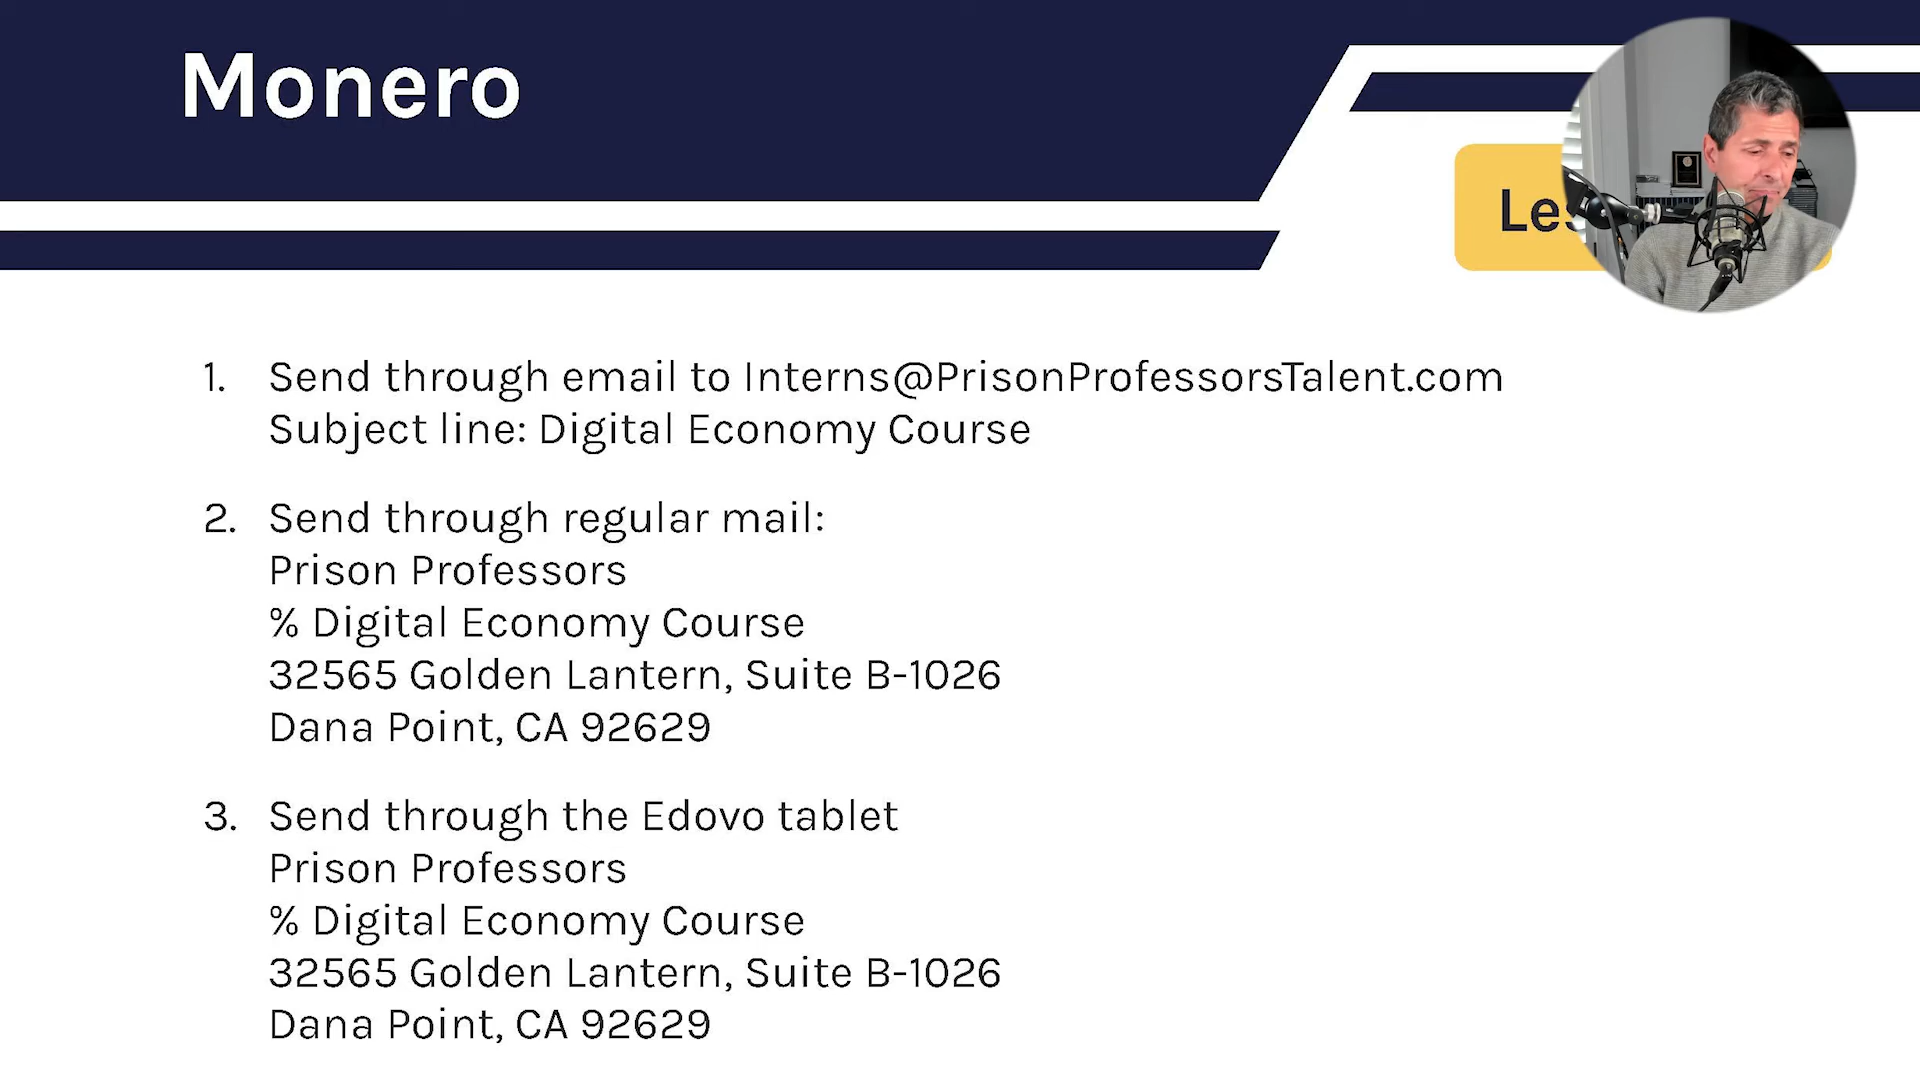 Monero
1. Send through email to Interns@PrisonProfessorsTalent.com
Subject line: Digital Economy Course
2. Send through regular mail:
Prison Professors
% Digital Economy Course
32565 Golden Lantern, Suite B-1026
Dana Point, CA 92629
3. Send through the Edovo tablet
Prison Professors
% Digital Economy Course
32565 Golden Lantern, Suite B-1026
Dana Point, CA 92629